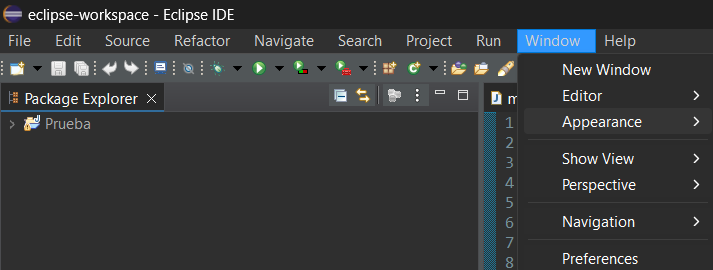 eclipse-workspace - Eclipse IDE
File Edit Source Refactor Navigate Search Project Run Window Help
Package Explorer
Prueba
m
1
2
3
4
5
6
7
8
New Window
Editor
Appearance
Show View
Perspective
Navigation
Preferences